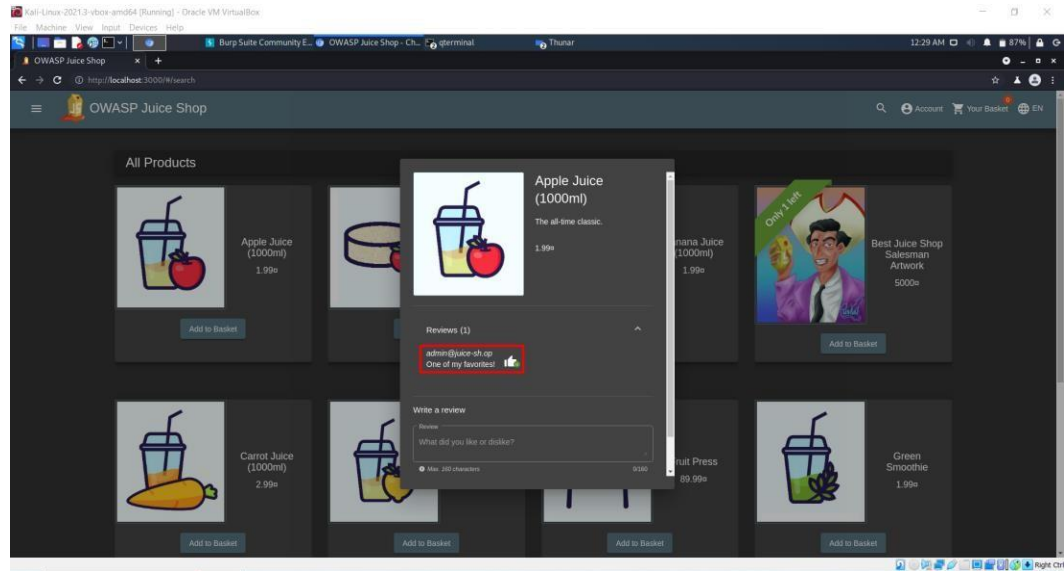 Kali-Linux-2021.3-vbox-amd64 [Running] - Oracle VM VirtualBox
File Machine View Input Devices Help
Burp Suite Community E... OWASP Juice Shop - Ch... qterminal Thunar 12:29 AM 87%
OWASP Juice Shop
http://localhost:3000/#/search
OWASP Juice Shop Account Your Basket EN
All Products
Only 1 left
Apple Juice
(1000ml)
1.99¤
Add to Basket
Apple Juice
(1000ml)
The all-time classic.
1.99¤
Reviews (1)
admin@juice-sh.op
One of my favorites!
Write a review
Review
What did you like or dislike?
Max. 160 characters 0/160
nana Juice
(1000ml)
1.99¤
Best Juice Shop
Salesman
Artwork
5000¤
Add to Basket
Carrot Juice
(1000ml)
2.99¤
Add to Basket
Add to Basket
ruit Press
89.99¤
Add to Basket
Green
Smoothie
1.99¤
Add to Basket
Right Ctrl